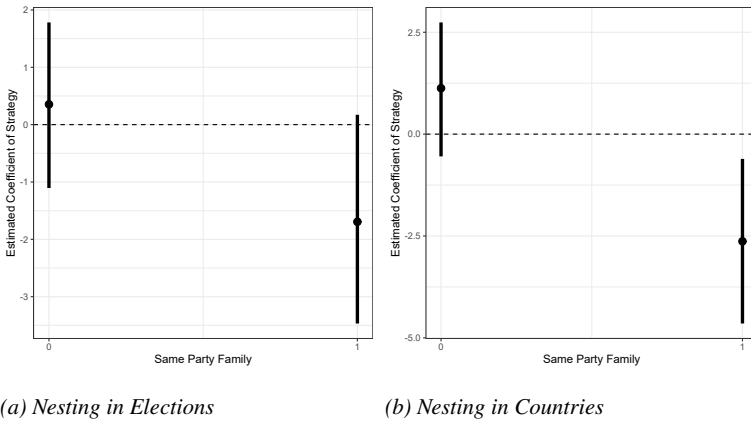 Estimated Coefficient of Strategy
2
1
0
-1
-2
-3
0
1
Same Party Family
Estimated Coefficient of Strategy
2.5
0.0
-2.5
-5.0
0
1
Same Party Family
(a) Nesting in Elections
(b) Nesting in Countries